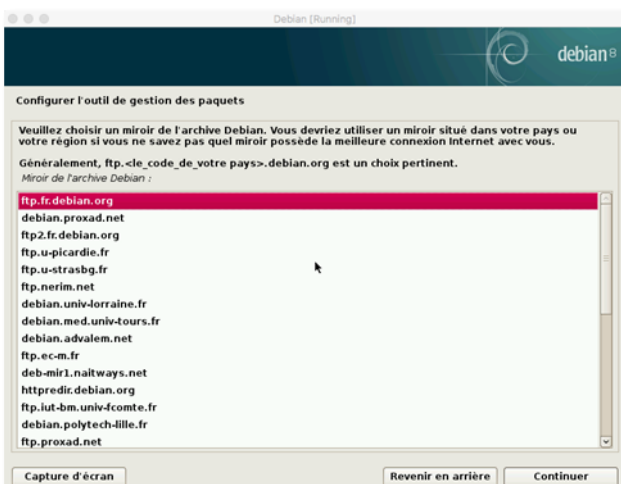 Debian [Running]
debian 8
Configurer l'outil de gestion des paquets
Veuillez choisir un miroir de l'archive Debian. Vous devriez utiliser un miroir situé dans votre pays ou
votre région si vous ne savez pas quel miroir possède la meilleure connexion Internet avec vous.
Généralement, ftp.<le_code_de_votre pays>.debian.org est un choix pertinent.
Miroir de l'archive Debian :
ftp.fr.debian.org
debian.proxad.net
ftp2.fr.debian.org
ftp.u-picardie.fr
ftp.u-strasbg.fr
ftp.nerim.net
debian.univ-lorraine.fr
debian.med.univ-tours.fr
debian.advalem.net
ftp.ec-m.fr
deb-mir1.naitways.net
httpredir.debian.org
ftp.iut-bm.univ-fcomte.fr
debian.polytech-lille.fr
ftp.proxad.net
Capture d'écran
Revenir en arrière
Continuer